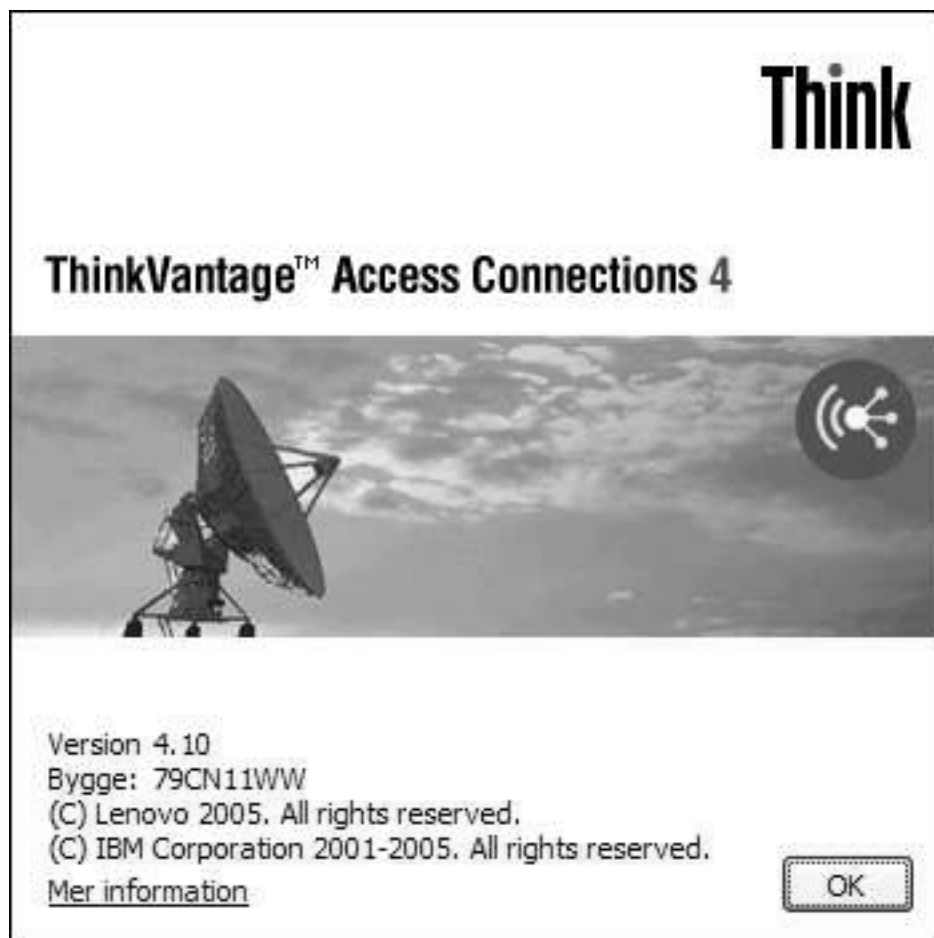 Think
ThinkVantage™ Access Connections 4
Version 4.10
Bygge: 79CN11WW
(C) Lenovo 2005. All rights reserved.
(C) IBM Corporation 2001-2005. All rights reserved.
Mer information
OK